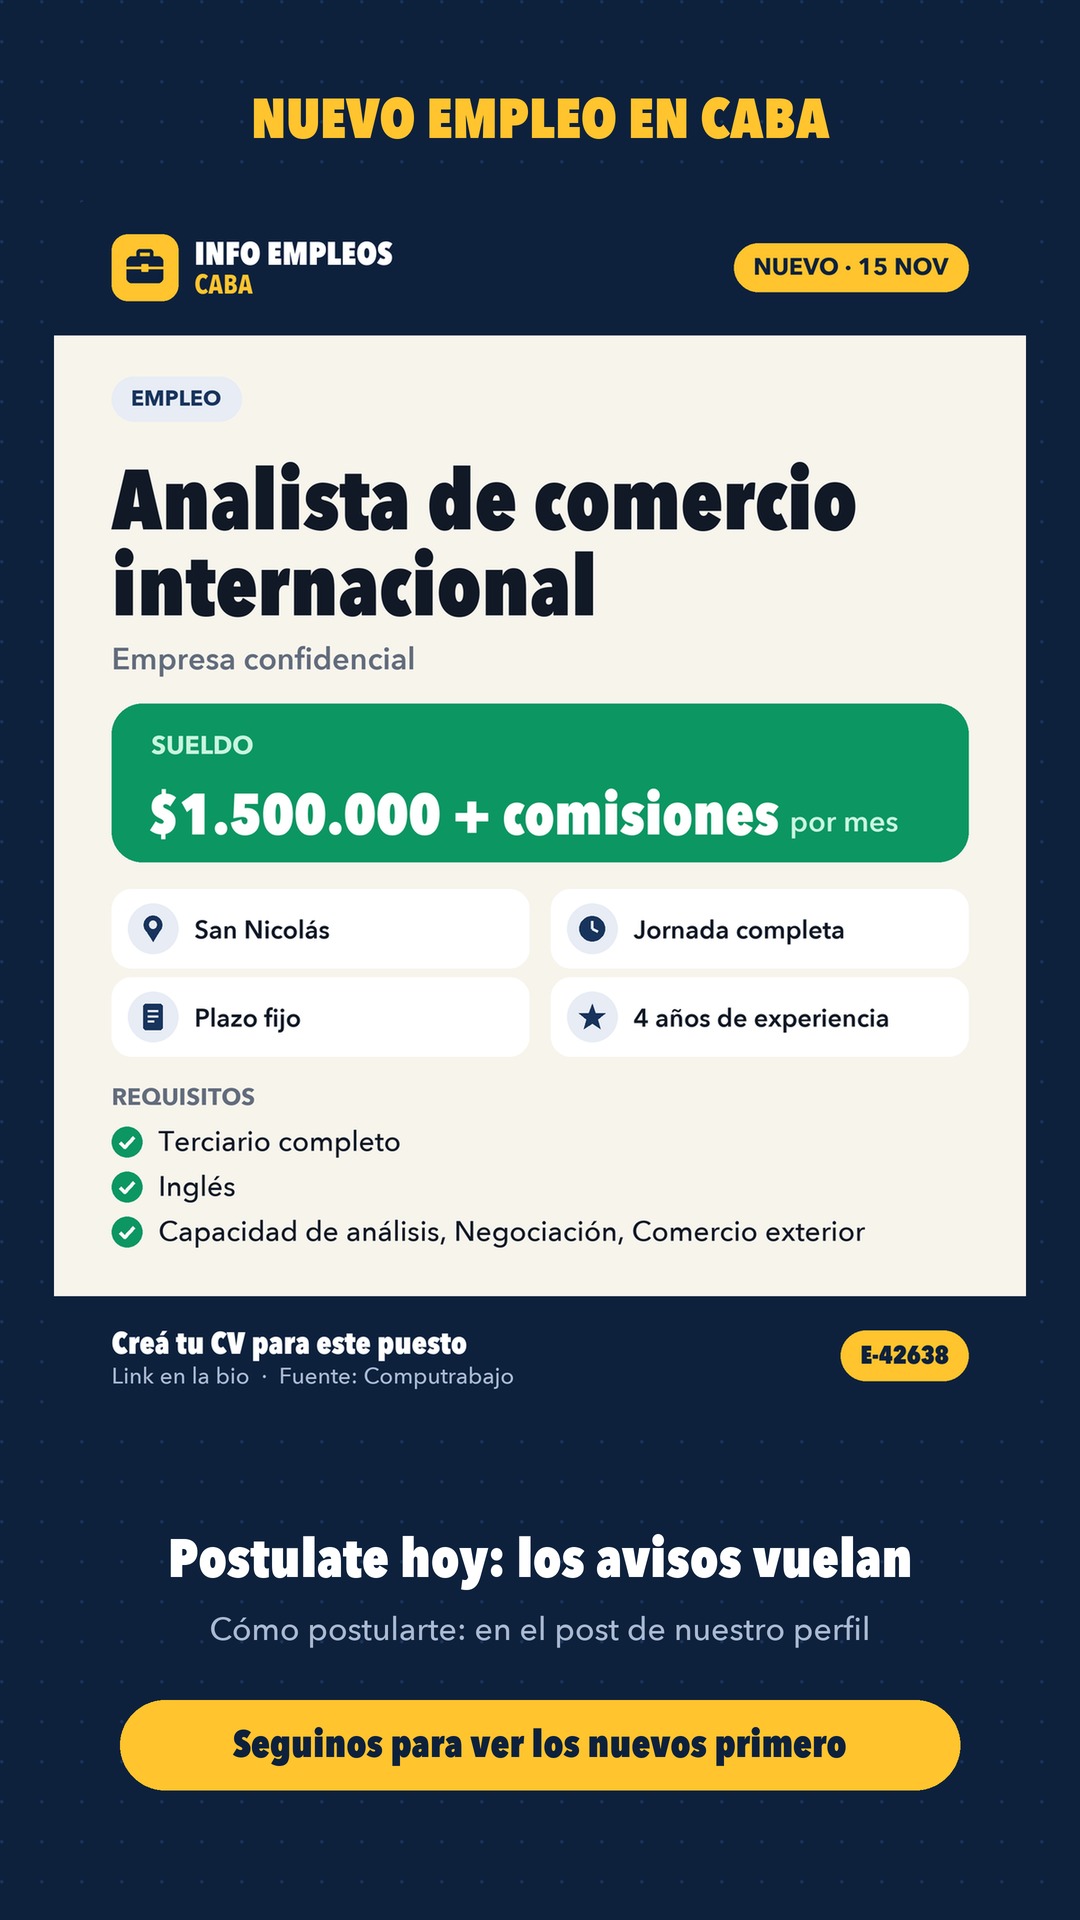 NUEVO EMPLEO EN CABA
INFO EMPLEOS
CABA
NUEVO · 15 NOV
EMPLEO
Analista de comercio
internacional
Empresa confidencial
SUELDO
$1.500.000 + comisiones por mes
San Nicolás
Jornada completa
Plazo fijo
4 años de experiencia
REQUISITOS
Terciario completo
Inglés
Capacidad de análisis, Negociación, Comercio exterior
Creá tu CV para este puesto
Link en la bio · Fuente: Computrabajo
E-42638
Postulate hoy: los avisos vuelan
Cómo postularte: en el post de nuestro perfil
Seguinos para ver los nuevos primero